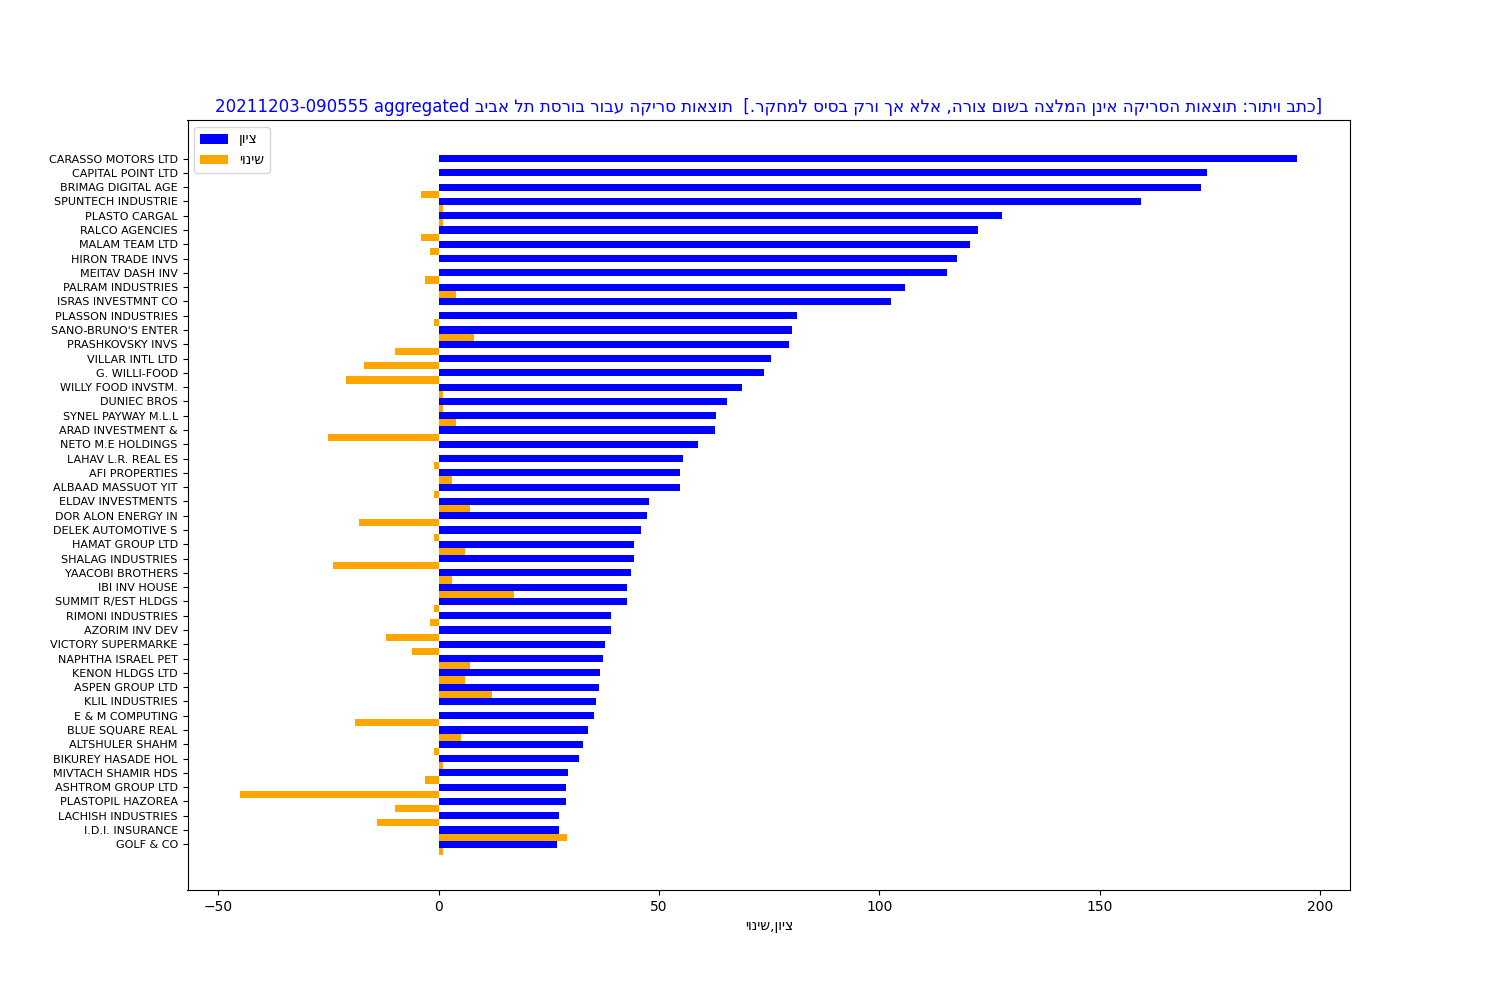 [כתב ויתור: תוצאות הסריקה אינן המלצה בשום צורה, אלא אך ורק בסיס למחקר.] תוצאות סריקה עבור בורסת תל אביב 20211203-090555 aggregated
ציון
שינוי
CARASSO MOTORS LTD
CAPITAL POINT LTD
BRIMAG DIGITAL AGE
SPUNTECH INDUSTRIE
PLASTO CARGAL
RALCO AGENCIES
MALAM TEAM LTD
HIRON TRADE INVS
MEITAV DASH INV
PALRAM INDUSTRIES
ISRAS INVESTMNT CO
PLASSON INDUSTRIES
SANO-BRUNO'S ENTER
PRASHKOVSKY INVS
VILLAR INTL LTD
G. WILLI-FOOD
WILLY FOOD INVSTM.
DUNIEC BROS
SYNEL PAYWAY M.L.L
ARAD INVESTMENT &
NETO M.E HOLDINGS
LAHAV L.R. REAL ES
AFI PROPERTIES
ALBAAD MASSUOT YIT
ELDAV INVESTMENTS
DOR ALON ENERGY IN
DELEK AUTOMOTIVE S
HAMAT GROUP LTD
SHALAG INDUSTRIES
YAACOBI BROTHERS
IBI INV HOUSE
SUMMIT R/EST HLDGS
RIMONI INDUSTRIES
AZORIM INV DEV
VICTORY SUPERMARKE
NAPHTHA ISRAEL PET
KENON HLDGS LTD
ASPEN GROUP LTD
KLIL INDUSTRIES
E & M COMPUTING
BLUE SQUARE REAL
ALTSHULER SHAHM
BIKUREY HASADE HOL
MIVTACH SHAMIR HDS
ASHTROM GROUP LTD
PLASTOPIL HAZOREA
LACHISH INDUSTRIES
I.D.I. INSURANCE
GOLF & CO
−50 0 50 100 150 200
ציון,שינוי